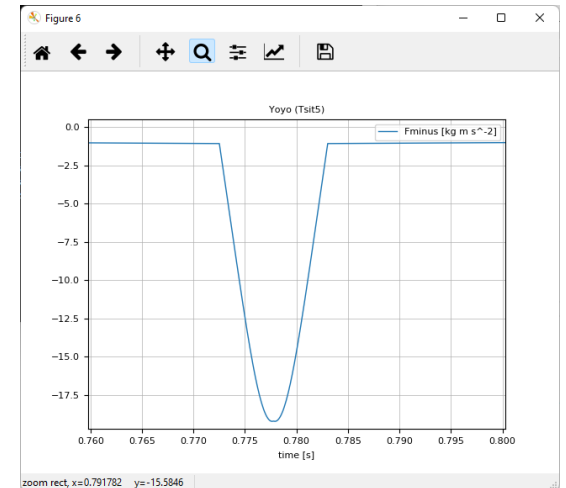 Figure 6
Yoyo (Tsit5)
Fminus [kg m s^-2]
0.0
−2.5
−5.0
−7.5
−10.0
−12.5
−15.0
−17.5
0.760 0.765 0.770 0.775 0.780 0.785 0.790 0.795 0.800
time [s]
zoom rect, x=0.791782 y=-15.5846